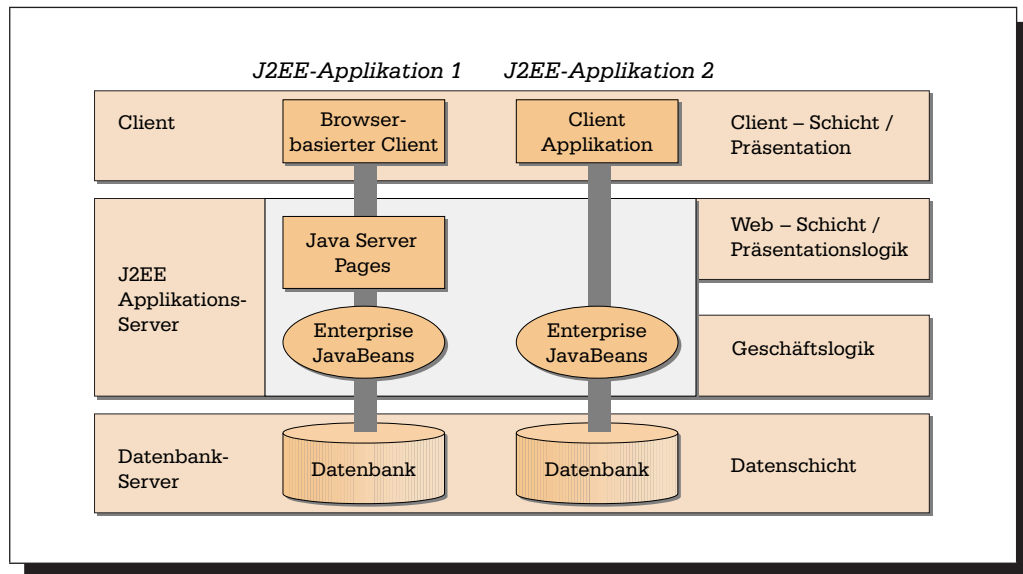 J2EE-Applikation 1
J2EE-Applikation 2
Client
Browser-
basierter Client
Client
Applikation
Client – Schicht /
Präsentation
J2EE
Applikations-
Server
Java Server
Pages
Web – Schicht /
Präsentationslogik
Enterprise
JavaBeans
Enterprise
JavaBeans
Geschäftslogik
Datenbank-
Server
Datenbank
Datenbank
Datenschicht